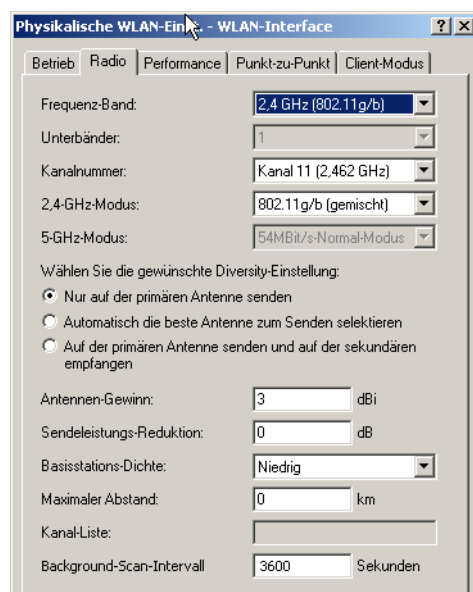 Physikalische WLAN-Ein... - WLAN-Interface
Betrieb Radio Performance Punkt-zu-Punkt Client-Modus
Frequenz-Band: 2,4 GHz (802.11g/b)
Unterbänder: 1
Kanalnummer: Kanal 11 (2,462 GHz)
2,4-GHz-Modus: 802.11g/b (gemischt)
5-GHz-Modus: 54MBit/s-Normal-Modus
Wählen Sie die gewünschte Diversity-Einstellung:
Nur auf der primären Antenne senden
Automatisch die beste Antenne zum Senden selektieren
Auf der primären Antenne senden und auf der sekundären
empfangen
Antennen-Gewinn: 3 dBi
Sendeleistungs-Reduktion: 0 dB
Basisstations-Dichte: Niedrig
Maximaler Abstand: 0 km
Kanal-Liste:
Background-Scan-Intervall 3600 Sekunden